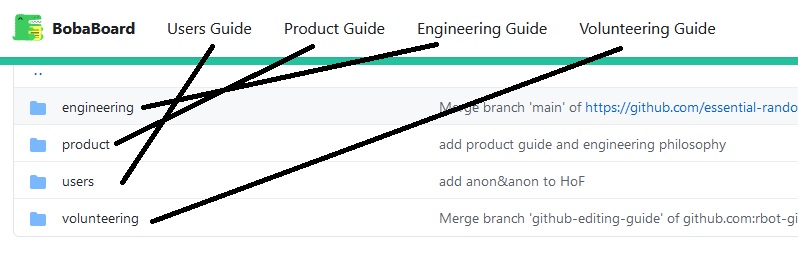 BobaBoard Users Guide Product Guide Engineering Guide Volunteering Guide
..
engineering Merge branch 'main' of https://github.com/essential-rando
product add product guide and engineering philosophy
users add anon&anon to HoF
volunteering Merge branch 'github-editing-guide' of github.com:rbot-gi